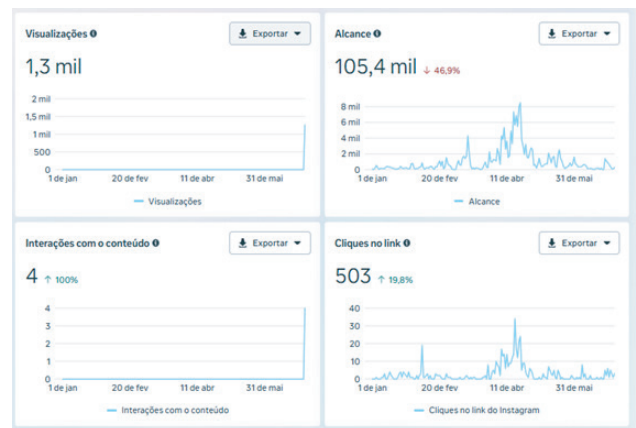 Visualizações
Exportar
1,3 mil
2 mil
1,5 mil
1 mil
500
0
1 de jan 20 de fev 11 de abr 31 de mai
Visualizações
Alcance
Exportar
105,4 mil ↓ 46,9%
8 mil
6 mil
4 mil
2 mil
0
1 de jan 20 de fev 11 de abr 31 de mai
Alcance
Interações com o conteúdo
Exportar
4 ↑ 100%
4
3
2
1
0
1 de jan 20 de fev 11 de abr 31 de mai
Interações com o conteúdo
Cliques no link
Exportar
503 ↑ 19,8%
40
30
20
10
0
1 de jan 20 de fev 11 de abr 31 de mai
Cliques no link do Instagram